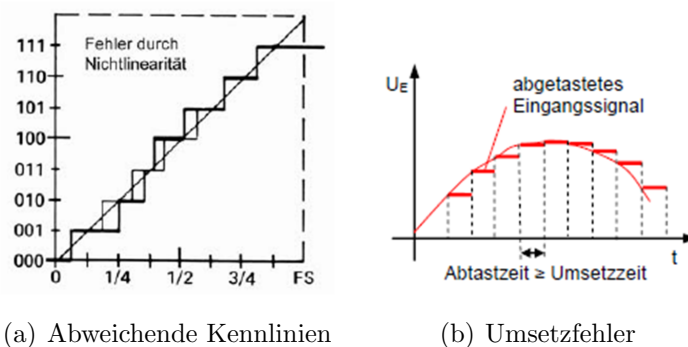 Fehler durch
Nichtlinearität
111
110
101
100
011
010
001
000
0
1/4
1/2
3/4
FS
(a) Abweichende Kennlinien
U_E
abgetastetes
Eingangssignal
t
Abtastzeit ≥ Umsetzzeit
(b) Umsetzfehler